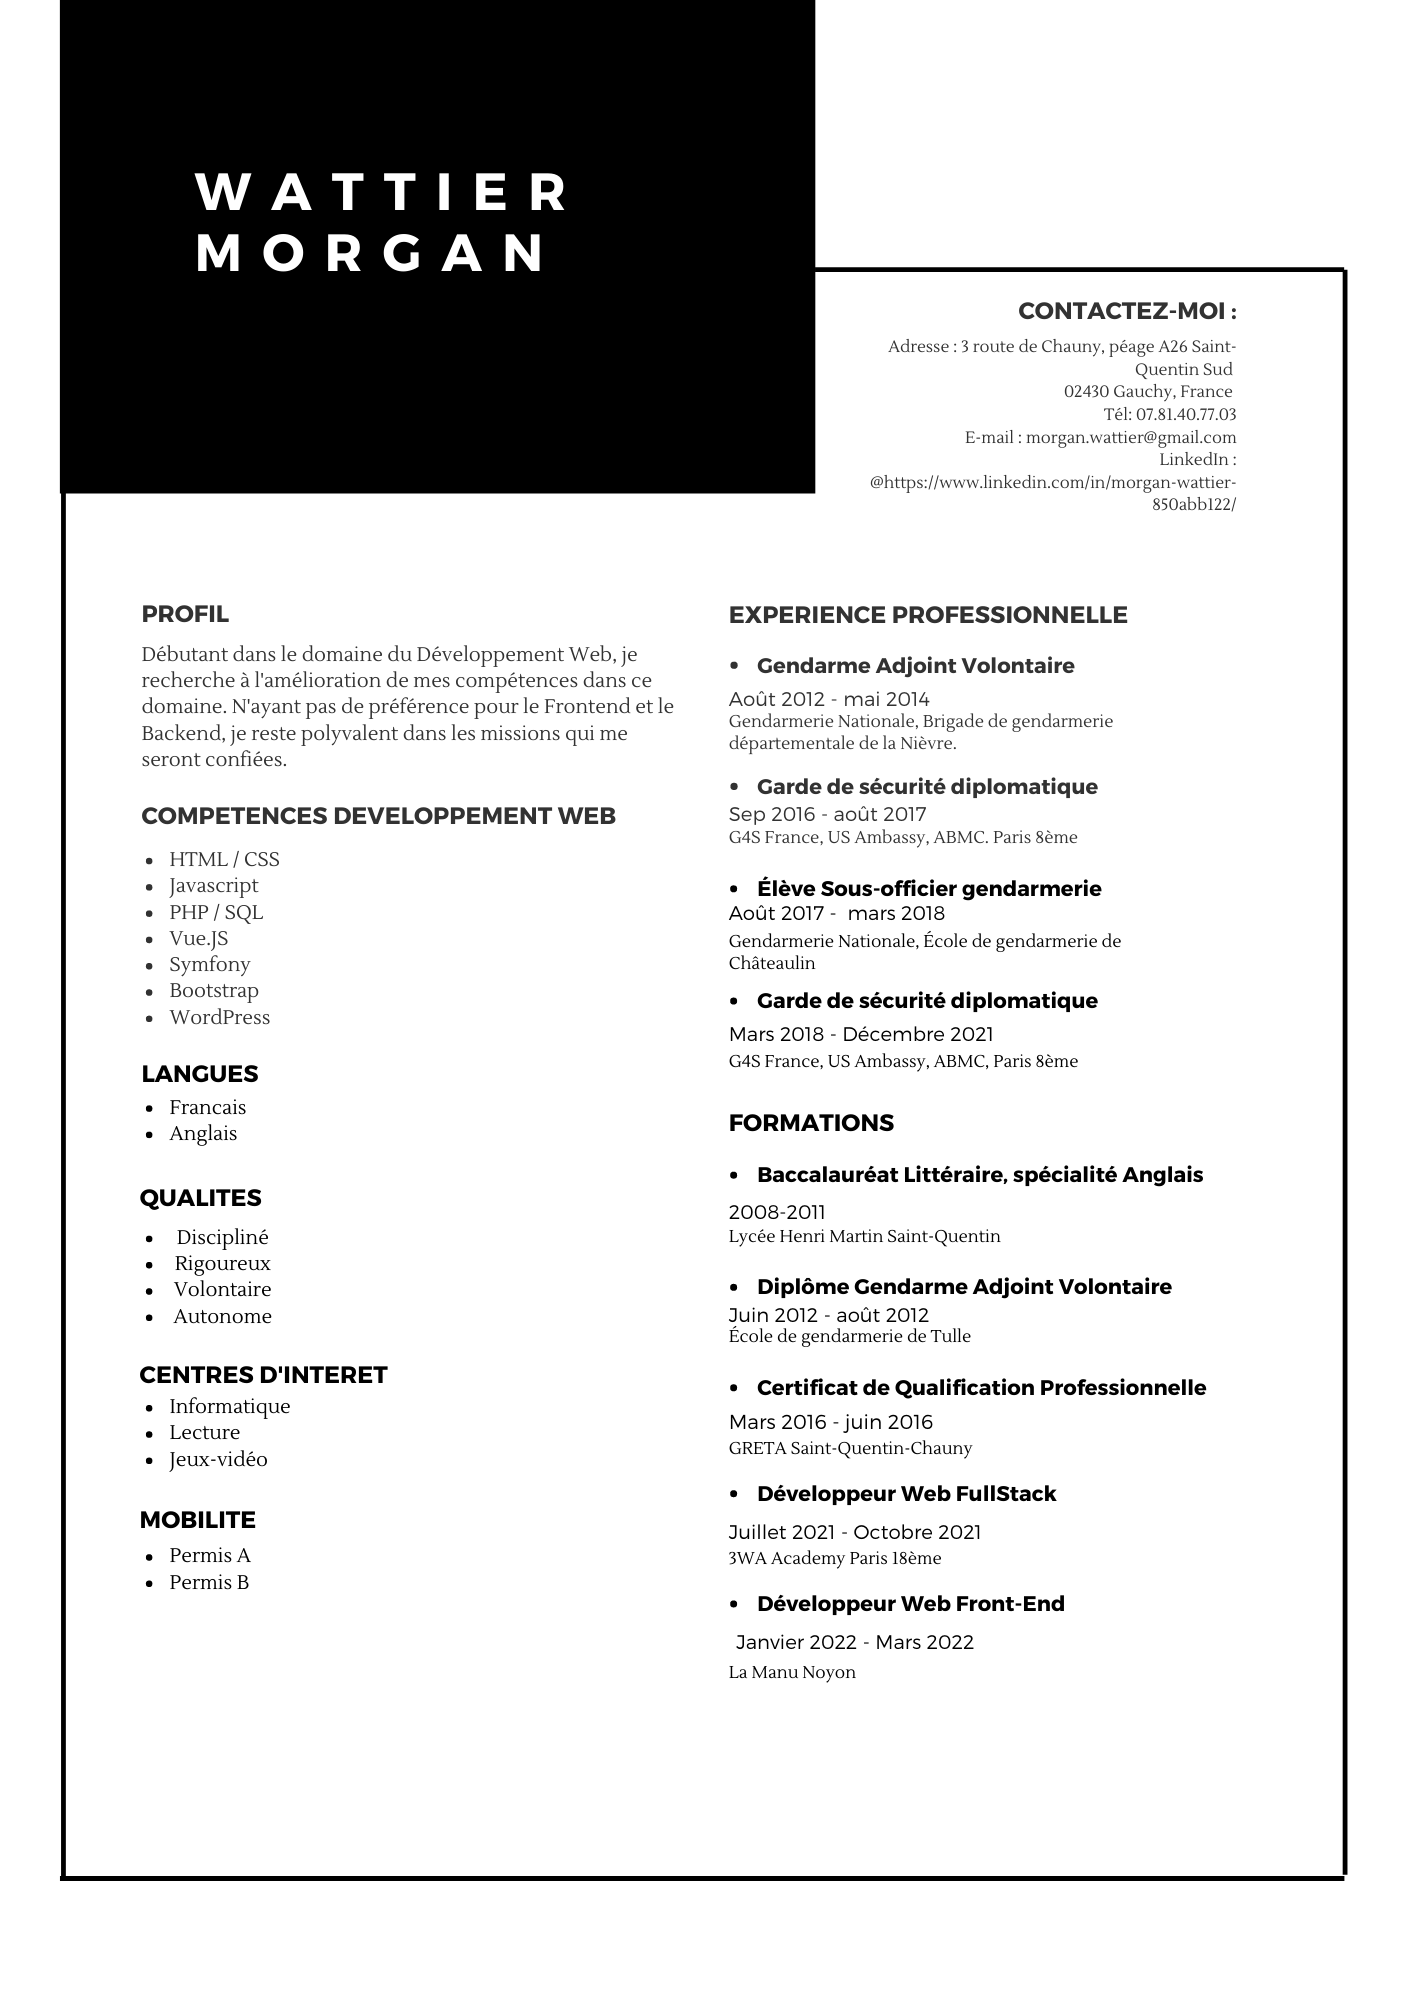 WATTIER
MORGAN
CONTACTEZ-MOI :
Adresse : 3 route de Chauny, péage A26 Saint-
Quentin Sud
02430 Gauchy, France
Tél: 07.81.40.77.03
E-mail : morgan.wattier@gmail.com
LinkedIn :
@https://www.linkedin.com/in/morgan-wattier-
850abb122/
PROFIL
Débutant dans le domaine du Développement Web, je
recherche à l'amélioration de mes compétences dans ce
domaine. N'ayant pas de préférence pour le Frontend et le
Backend, je reste polyvalent dans les missions qui me
seront confiées.
COMPETENCES DEVELOPPEMENT WEB
• HTML / CSS
• Javascript
• PHP / SQL
• Vue.JS
• Symfony
• Bootstrap
• WordPress
LANGUES
• Francais
• Anglais
QUALITES
• Discipliné
• Rigoureux
• Volontaire
• Autonome
CENTRES D'INTERET
• Informatique
• Lecture
• Jeux-vidéo
MOBILITE
• Permis A
• Permis B
EXPERIENCE PROFESSIONNELLE
• Gendarme Adjoint Volontaire
Août 2012 - mai 2014
Gendarmerie Nationale, Brigade de gendarmerie
départementale de la Nièvre.
• Garde de sécurité diplomatique
Sep 2016 - août 2017
G4S France, US Ambassy, ABMC. Paris 8ème
• Élève Sous-officier gendarmerie
Août 2017 - mars 2018
Gendarmerie Nationale, École de gendarmerie de
Châteaulin
• Garde de sécurité diplomatique
Mars 2018 - Décembre 2021
G4S France, US Ambassy, ABMC, Paris 8ème
FORMATIONS
• Baccalauréat Littéraire, spécialité Anglais
2008-2011
Lycée Henri Martin Saint-Quentin
• Diplôme Gendarme Adjoint Volontaire
Juin 2012 - août 2012
École de gendarmerie de Tulle
• Certificat de Qualification Professionnelle
Mars 2016 - juin 2016
GRETA Saint-Quentin-Chauny
• Développeur Web FullStack
Juillet 2021 - Octobre 2021
3WA Academy Paris 18ème
• Développeur Web Front-End
Janvier 2022 - Mars 2022
La Manu Noyon